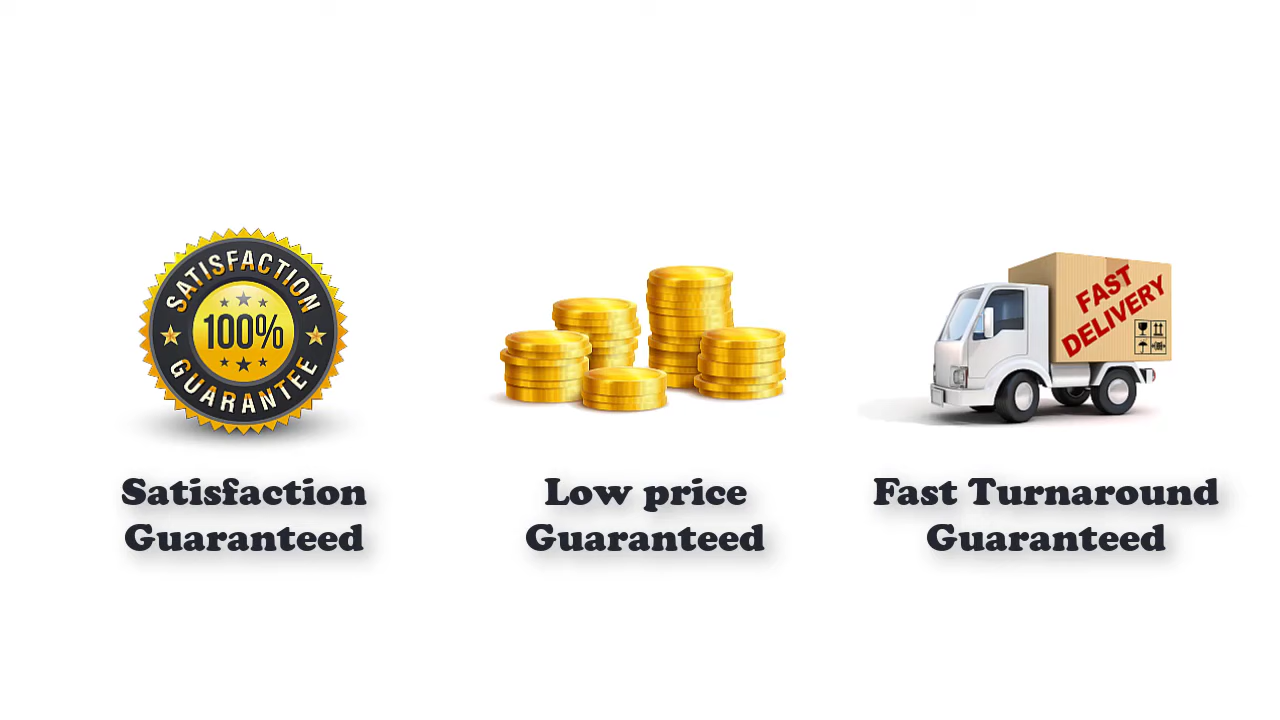 SATISFACTION
100%
GUARANTEE
FAST
DELIVERY
Satisfaction
Guaranteed
Low price
Guaranteed
Fast Turnaround
Guaranteed